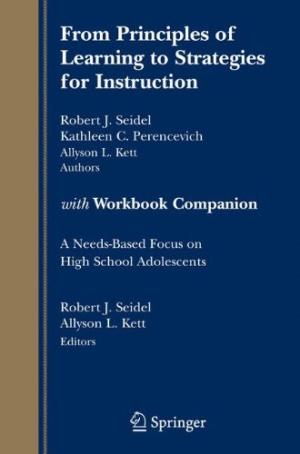 From Principles of
Learning to Strategies
for Instruction
Robert J. Seidel
Kathleen C. Perencevich
Allyson L. Kett
Authors
with Workbook Companion
A Needs-Based Focus on
High School Adolescents
Robert J. Seidel
Allyson L. Kett
Editors
Springer